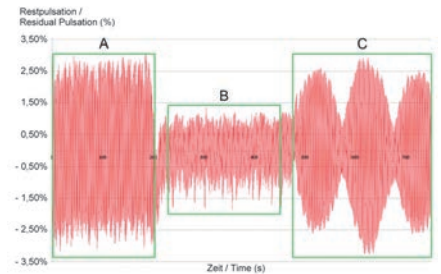 Restpulsation /
Residual Pulsation (%)
3,50%
A
C
2,50%
B
1,50%
0,50%
- 0,50%
- 1,50%
- 2,50%
- 3,50%
Zeit / Time (s)